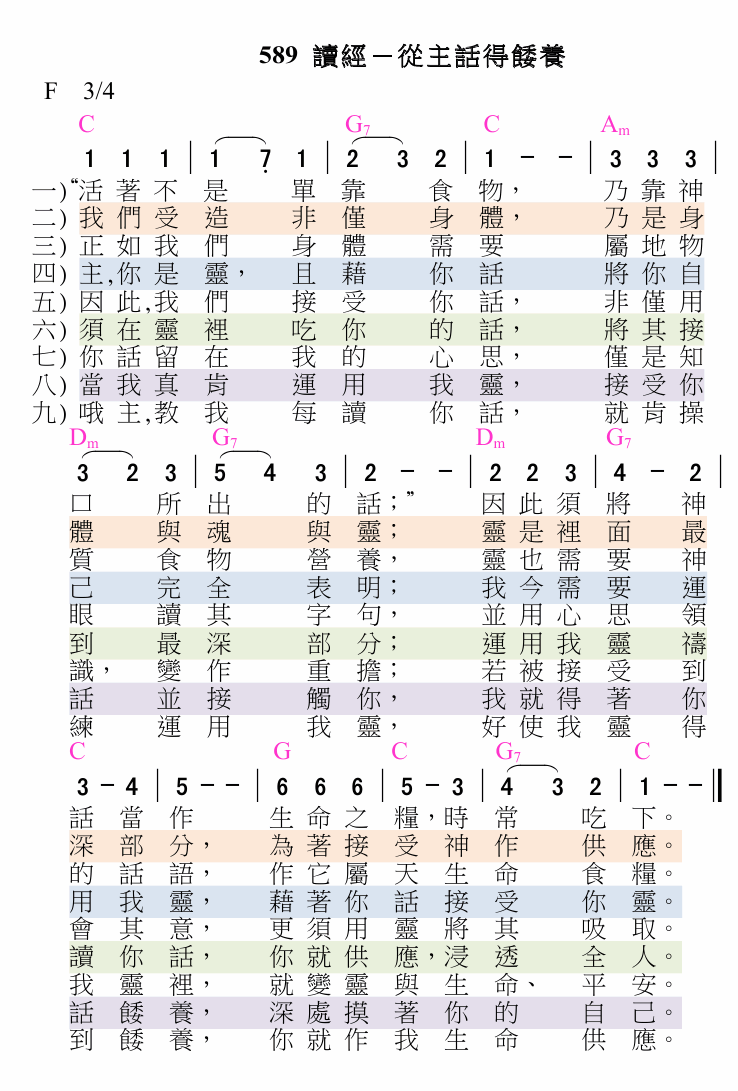 589 讀經－從主話得餧養
F 3/4
C G7 C Am
1 1 1 | 1 7̣ 1 | 2 3 2 | 1 - - | 3 3 3 |
一)“活著不是單靠食物，乃靠神
二)我們受造非僅身體，乃是身
三)正如我們身體需要屬地物
四)主,你是靈，且藉你話將你自
五)因此,我們接受你話，非僅用
六)須在靈裡吃你的話，將其接
七)你話留在我的心思，僅是知
八)當我真肯運用我靈，接受你
九)哦主,教我每讀你話，就肯操
Dm G7 Dm G7
3 2 3 | 5 4 3 | 2 - - | 2 2 3 | 4 - 2 |
口所出的話；”因此須將神
體與魂與靈；靈是裡面最
質食物營養，靈也需要神
己完全表明；我今需要運
眼讀其字句，並用心思領
到最深部分；運用我靈禱
識，變作重擔；若被接受到
話並接觸你，我就得著你
練運用我靈，好使我靈得
C G C G7 C
3 - 4 | 5 - - | 6 6 6 | 5 - 3 | 4 3 2 | 1 - - ‖
話當作生命之糧，時常吃下。
深部分，為著接受神作供應。
的話語，作它屬天生命食糧。
用我靈，藉著你話接受你靈。
會其意，更須用靈將其吸取。
讀你話，你就供應，浸透全人。
我靈裡，就變靈與生命、平安。
話餧養，深處摸著你的自己。
到餧養，你就作我生命供應。